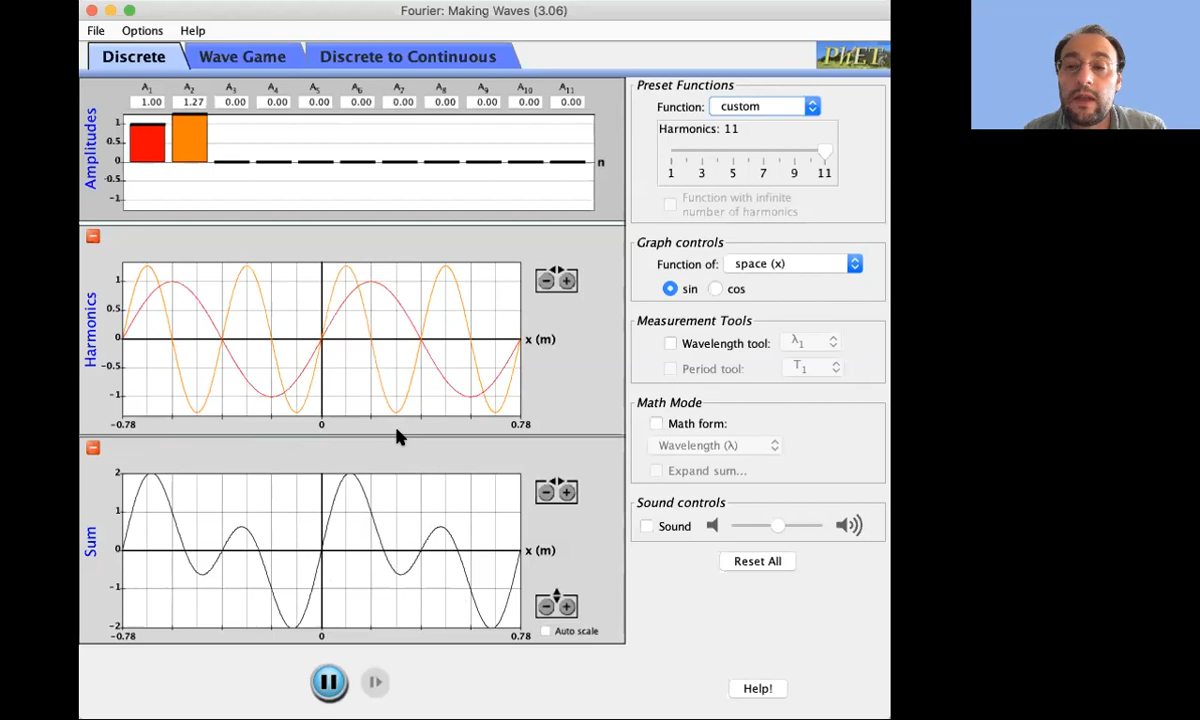 Fourier: Making Waves (3.06)
File Options Help
Discrete Wave Game Discrete to Continuous PhET
Amplitudes
A1 A2 A3 A4 A5 A6 A7 A8 A9 A10 A11
1.00 1.27 0.00 0.00 0.00 0.00 0.00 0.00 0.00 0.00 0.00
1
0.5
0
-0.5
-1
n
Harmonics
1
0.5
0
-0.5
-1
x (m)
-0.78 0 0.78
Sum
2
1
0
-1
-2
x (m)
-0.78 0 0.78
Auto scale
Preset Functions
Function: custom
Harmonics: 11
1 3 5 7 9 11
Function with infinite
number of harmonics
Graph controls
Function of: space (x)
sin cos
Measurement Tools
Wavelength tool: λ1
Period tool: T1
Math Mode
Math form:
Wavelength (λ)
Expand sum...
Sound controls
Sound
Reset All
Help!